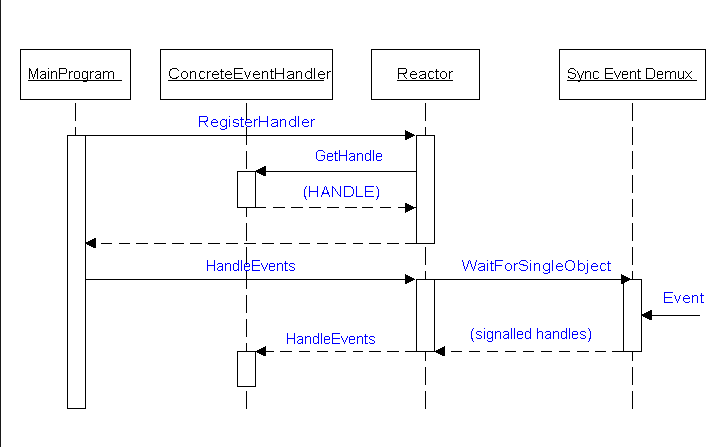 MainProgram
ConcreteEventHandler
Reactor
Sync Event Demux
RegisterHandler
GetHandle
(HANDLE)
HandleEvents
WaitForSingleObject
Event
(signalled handles)
HandleEvents